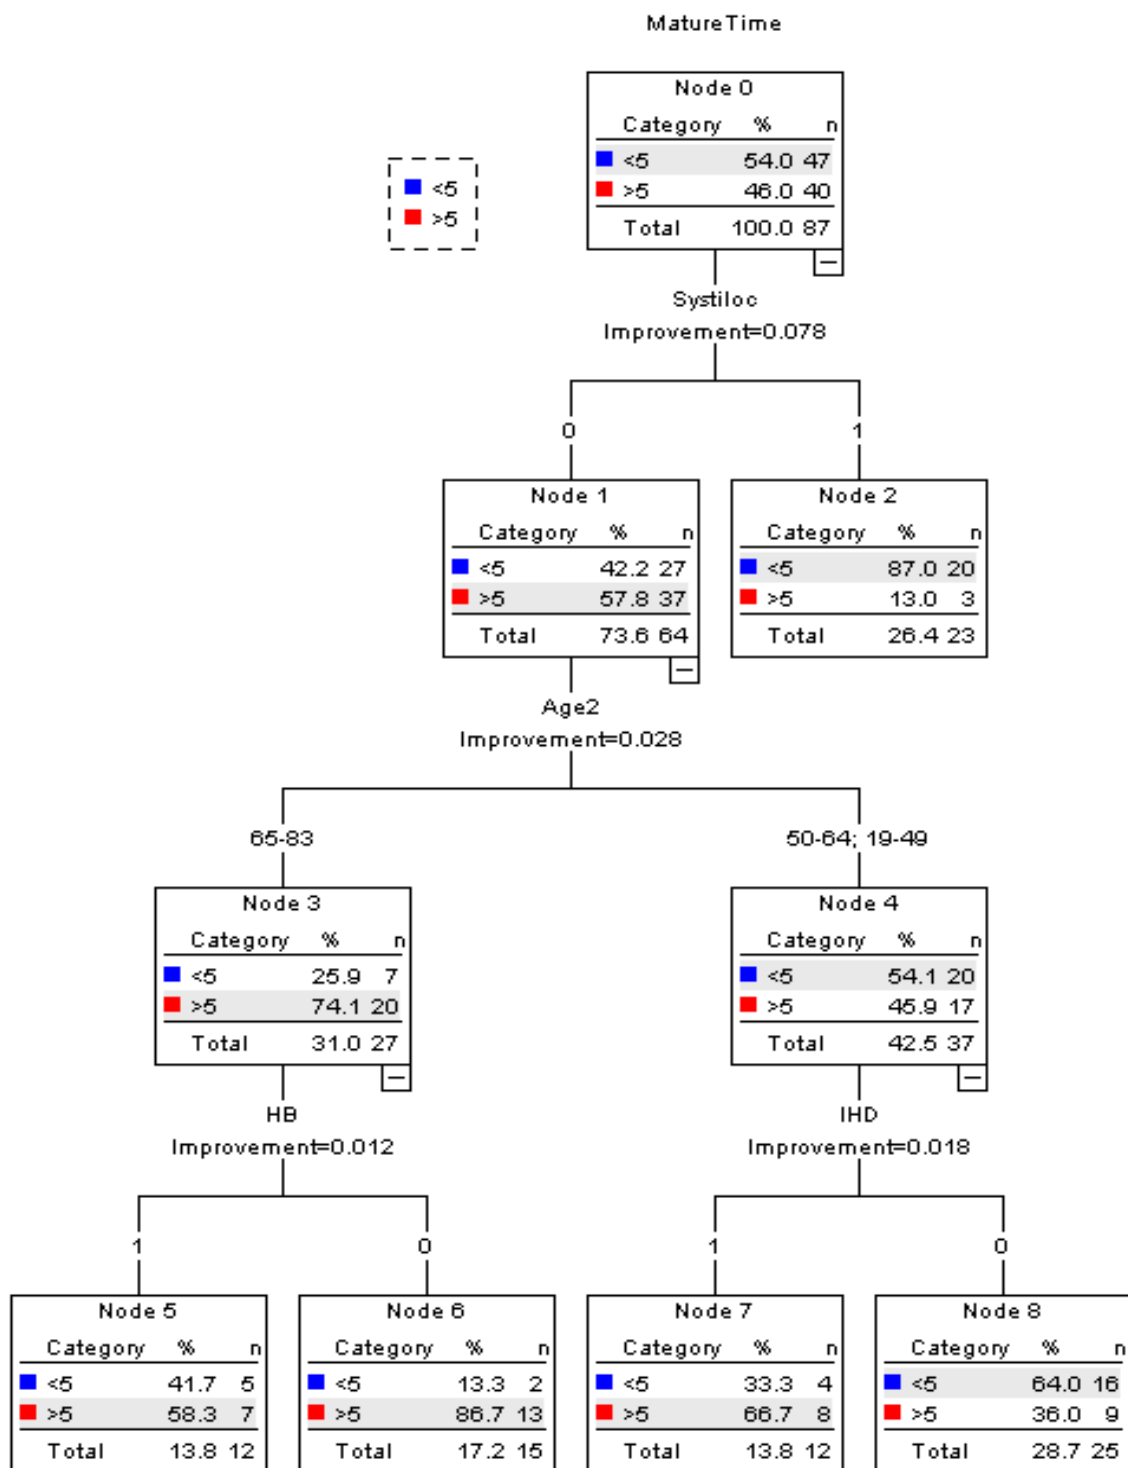 MatureTime
Node 0
Category % n
<5 54.0 47
>5 46.0 40
Total 100.0 87
<5
>5
Systiloc
Improvement=0.078
0
1
Node 1
Category % n
<5 42.2 27
>5 57.8 37
Total 73.6 64
Node 2
Category % n
<5 87.0 20
>5 13.0 3
Total 26.4 23
Age2
Improvement=0.028
65-83
50-64; 19-49
Node 3
Category % n
<5 25.9 7
>5 74.1 20
Total 31.0 27
Node 4
Category % n
<5 54.1 20
>5 45.9 17
Total 42.5 37
HB
Improvement=0.012
IHD
Improvement=0.018
1
0
1
0
Node 5
Category % n
<5 41.7 5
>5 58.3 7
Total 13.8 12
Node 6
Category % n
<5 13.3 2
>5 86.7 13
Total 17.2 15
Node 7
Category % n
<5 33.3 4
>5 66.7 8
Total 13.8 12
Node 8
Category % n
<5 64.0 16
>5 36.0 9
Total 28.7 25